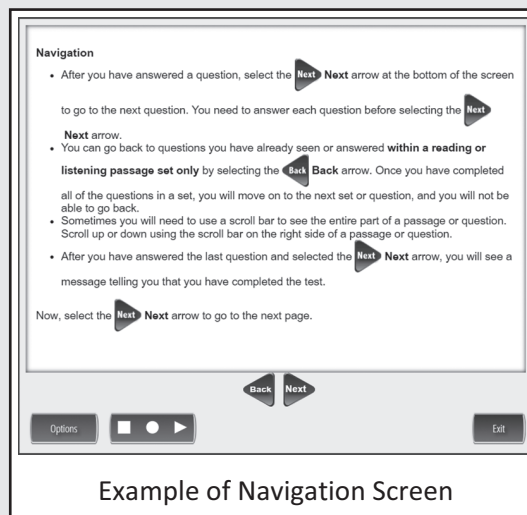 Navigation
• After you have answered a question, select the Next Next arrow at the bottom of the screen
to go to the next question. You need to answer each question before selecting the Next
Next arrow.
• You can go back to questions you have already seen or answered within a reading or
listening passage set only by selecting the Back Back arrow. Once you have completed
all of the questions in a set, you will move on to the next set or question, and you will not be
able to go back.
• Sometimes you will need to use a scroll bar to see the entire part of a passage or question.
Scroll up or down using the scroll bar on the right side of a passage or question.
• After you have answered the last question and selected the Next Next arrow, you will see a
message telling you that you have completed the test.
Now, select the Next Next arrow to go to the next page.
Back Next
Options Exit
Example of Navigation Screen